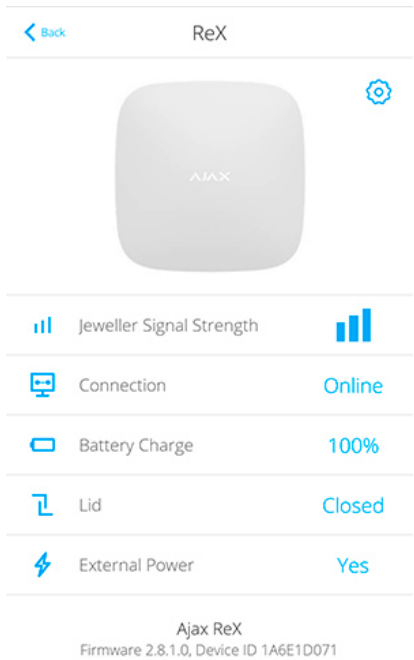 Back
ReX
AJAX
Jeweller Signal Strength
Connection Online
Battery Charge 100%
Lid Closed
External Power Yes
Ajax ReX
Firmware 2.8.1.0, Device ID 1A6E1D071